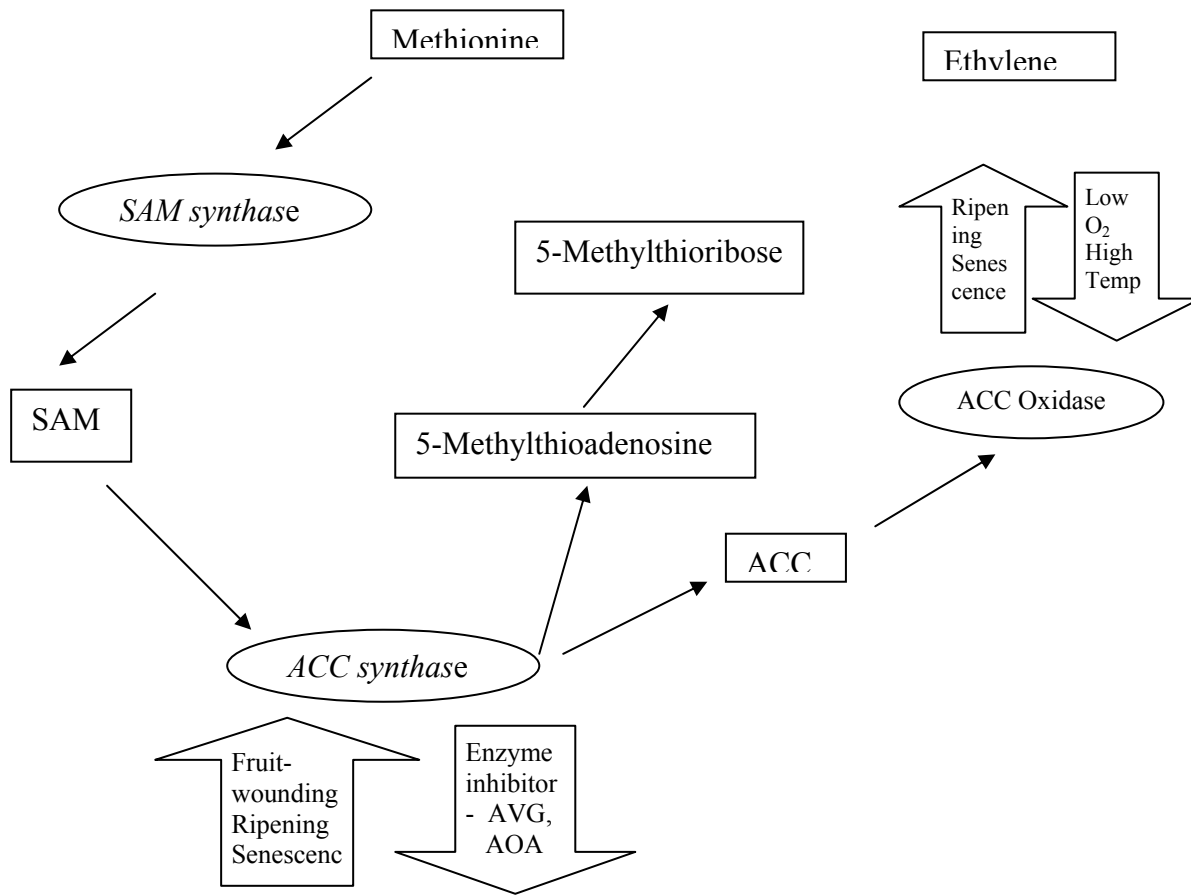 Methionine
Ethylene
SAM synthase
Ripen
ing
Senes
cence
Low
O₂
High
Temp
5-Methylthioribose
SAM
5-Methylthioadenosine
ACC Oxidase
ACC
ACC synthase
Fruit-
wounding
Ripening
Senescenc
Enzyme
inhibitor
- AVG,
AOA